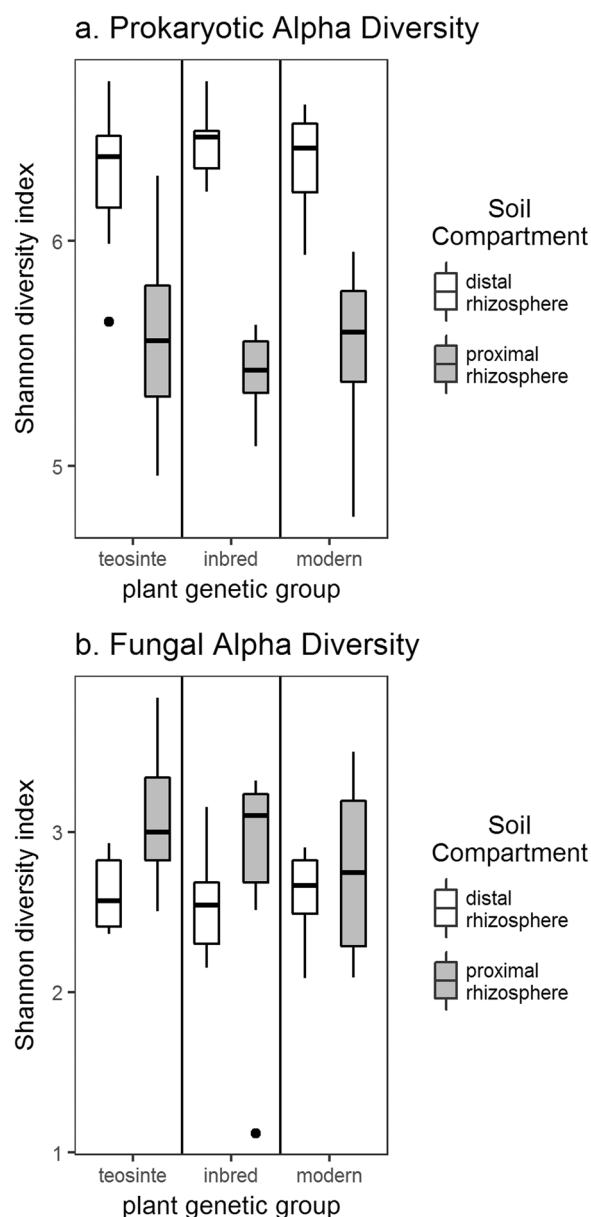 a. Prokaryotic Alpha Diversity
Shannon diversity index
6
5
teosinte
inbred
modern
plant genetic group
Soil
Compartment
distal
rhizosphere
proximal
rhizosphere
b. Fungal Alpha Diversity
Shannon diversity index
3
2
1
teosinte
inbred
modern
plant genetic group
Soil
Compartment
distal
rhizosphere
proximal
rhizosphere